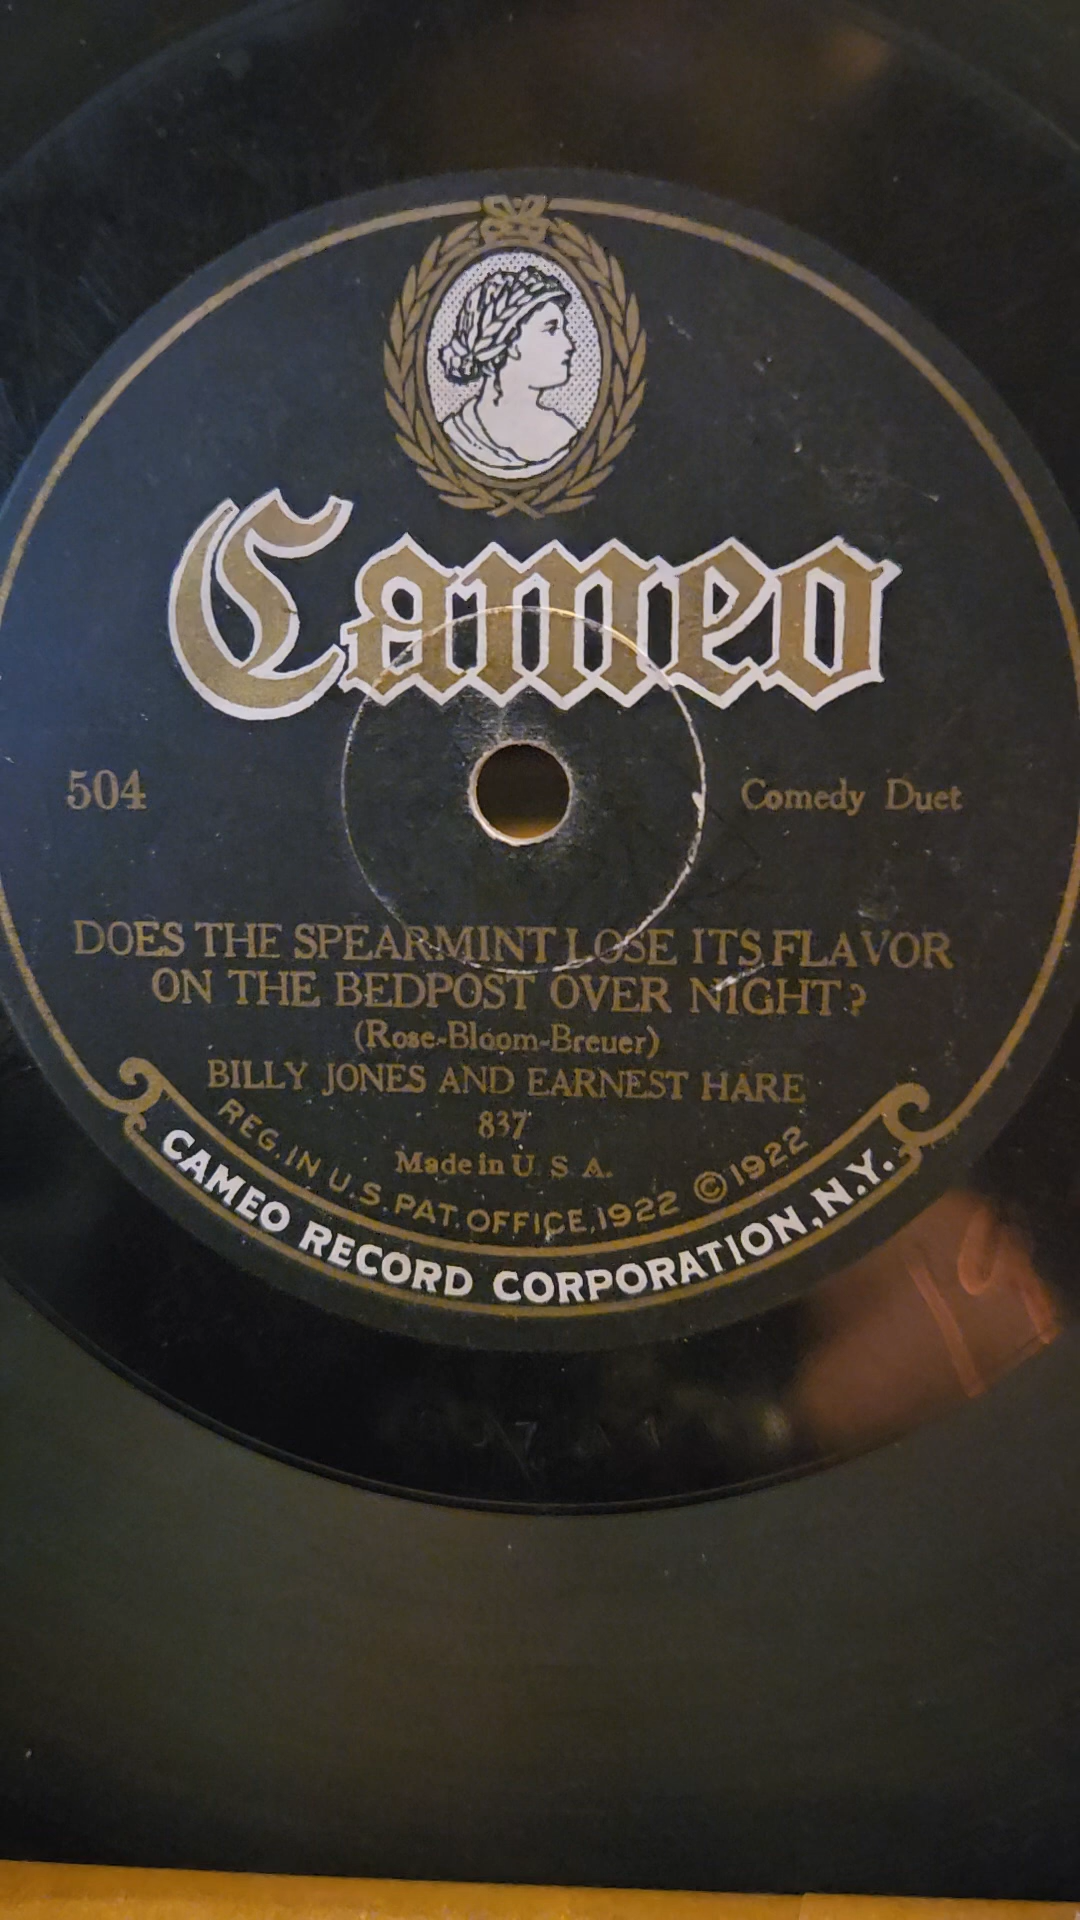 Cameo
504
Comedy Duet
DOES THE SPEARMINT LOSE ITS FLAVOR
ON THE BEDPOST OVER NIGHT?
(Rose-Bloom-Breuer)
BILLY JONES AND EARNEST HARE
837
Made in U. S. A.
REG. IN U.S. PAT. OFFICE, 1922 © 1922
CAMEO RECORD CORPORATION, N.Y.